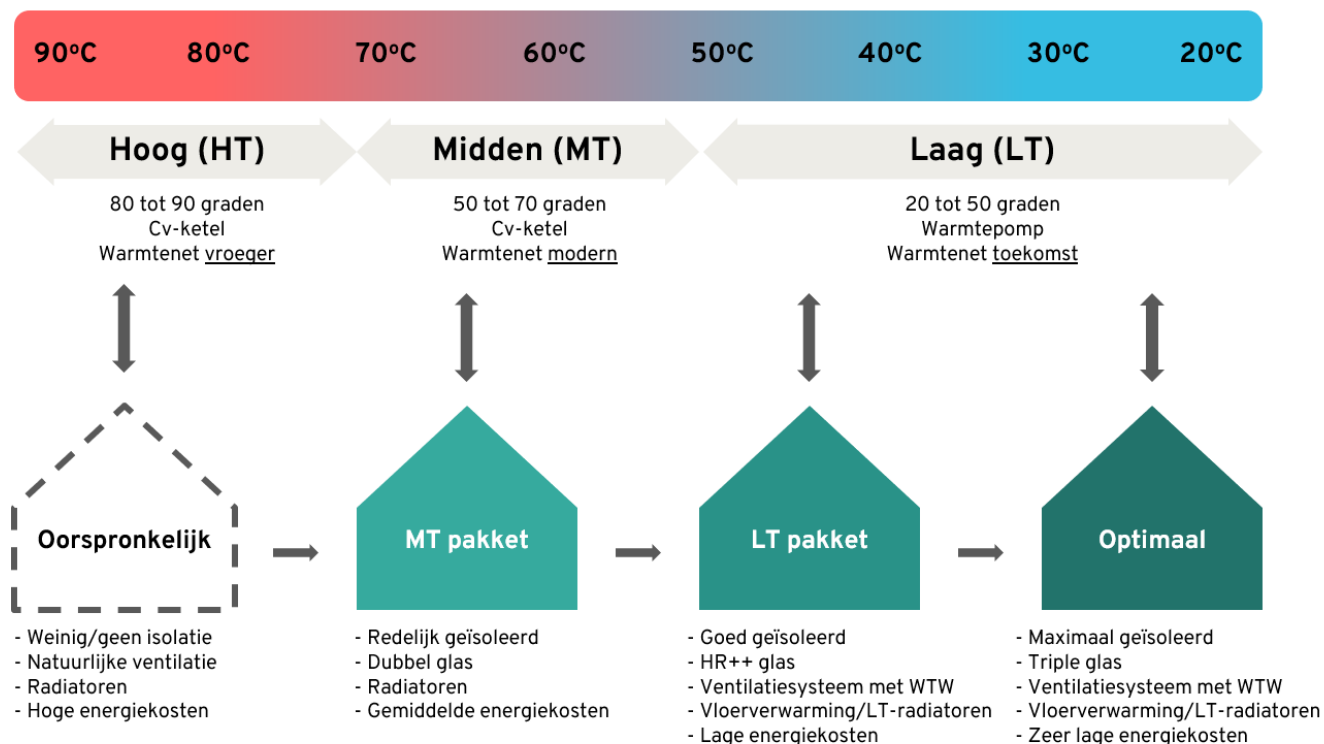 90ºC 80ºC 70ºC 60ºC 50ºC 40ºC 30ºC 20ºC
Hoog (HT)
80 tot 90 graden
Cv-ketel
Warmtenet vroeger
Midden (MT)
50 tot 70 graden
Cv-ketel
Warmtenet modern
Laag (LT)
20 tot 50 graden
Warmtepomp
Warmtenet toekomst
Oorspronkelijk
- Weinig/geen isolatie
- Natuurlijke ventilatie
- Radiatoren
- Hoge energiekosten
MT pakket
- Redelijk geïsoleerd
- Dubbel glas
- Radiatoren
- Gemiddelde energiekosten
LT pakket
- Goed geïsoleerd
- HR++ glas
- Ventilatiesysteem met WTW
- Vloerverwarming/LT-radiatoren
- Lage energiekosten
Optimaal
- Maximaal geïsoleerd
- Triple glas
- Ventilatiesysteem met WTW
- Vloerverwarming/LT-radiatoren
- Zeer lage energiekosten